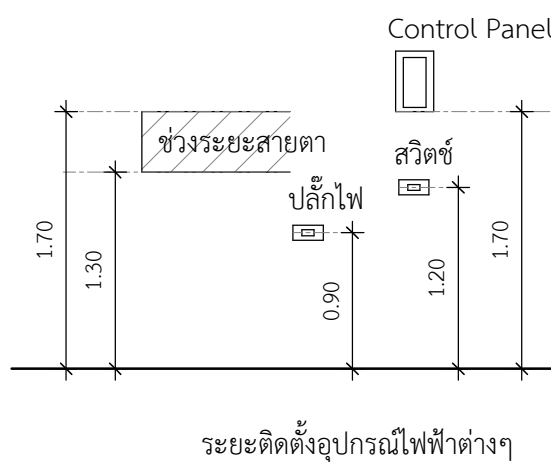 Control Panel
ช่วงระยะสายตา
สวิตช์
ปลั๊กไฟ
1.70
1.30
0.90
1.20
1.70
ระยะติดตั้งอุปกรณ์ไฟฟ้าต่างๆ